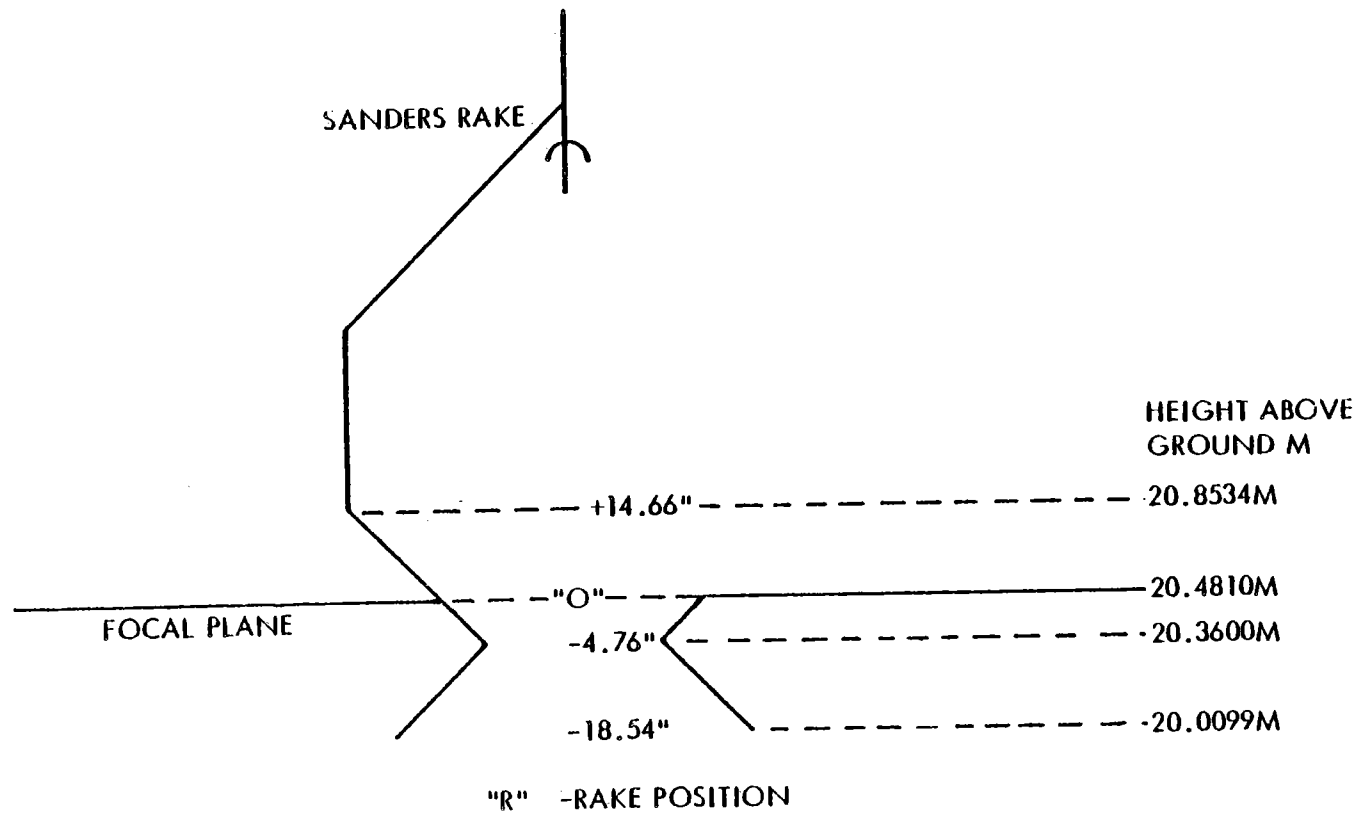 SANDERS RAKE
HEIGHT ABOVE
GROUND M
+14.66" 20.8534M
"O" 20.4810M
FOCAL PLANE
-4.76" 20.3600M
-18.54" 20.0099M
"R" -RAKE POSITION